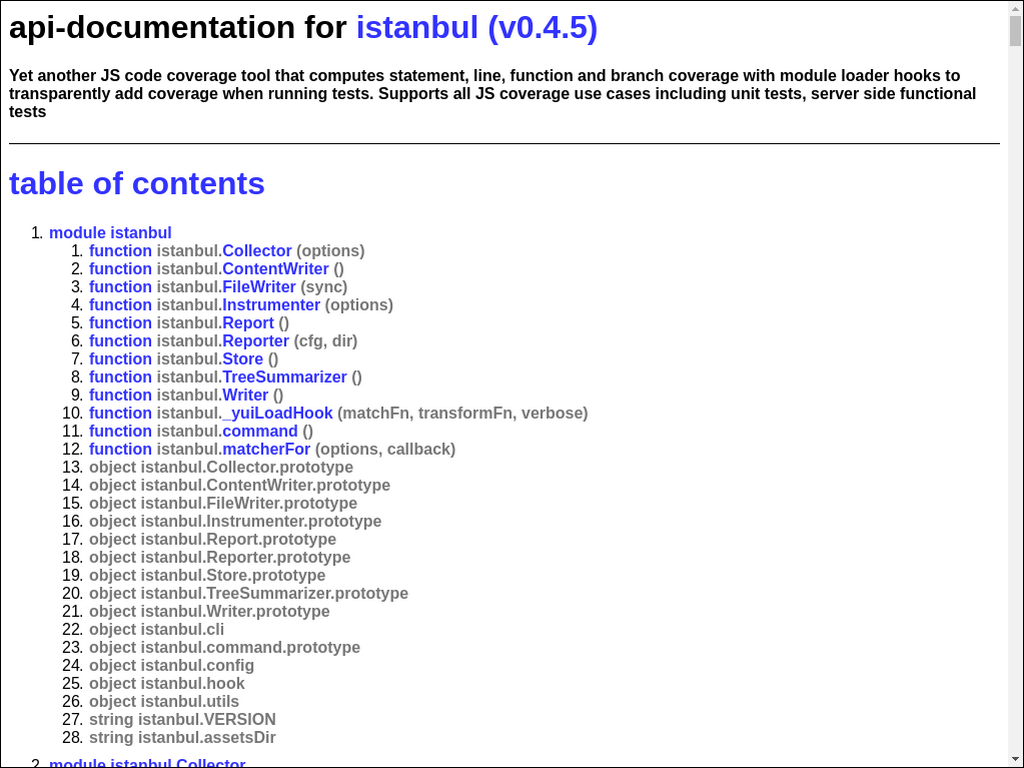 api-documentation for istanbul (v0.4.5)
Yet another JS code coverage tool that computes statement, line, function and branch coverage with module loader hooks to
transparently add coverage when running tests. Supports all JS coverage use cases including unit tests, server side functional
tests
table of contents
1. module istanbul
1. function istanbul.Collector (options)
2. function istanbul.ContentWriter ()
3. function istanbul.FileWriter (sync)
4. function istanbul.Instrumenter (options)
5. function istanbul.Report ()
6. function istanbul.Reporter (cfg, dir)
7. function istanbul.Store ()
8. function istanbul.TreeSummarizer ()
9. function istanbul.Writer ()
10. function istanbul._yuiLoadHook (matchFn, transformFn, verbose)
11. function istanbul.command ()
12. function istanbul.matcherFor (options, callback)
13. object istanbul.Collector.prototype
14. object istanbul.ContentWriter.prototype
15. object istanbul.FileWriter.prototype
16. object istanbul.Instrumenter.prototype
17. object istanbul.Report.prototype
18. object istanbul.Reporter.prototype
19. object istanbul.Store.prototype
20. object istanbul.TreeSummarizer.prototype
21. object istanbul.Writer.prototype
22. object istanbul.cli
23. object istanbul.command.prototype
24. object istanbul.config
25. object istanbul.hook
26. object istanbul.utils
27. string istanbul.VERSION
28. string istanbul.assetsDir
2. module istanbul.Collector